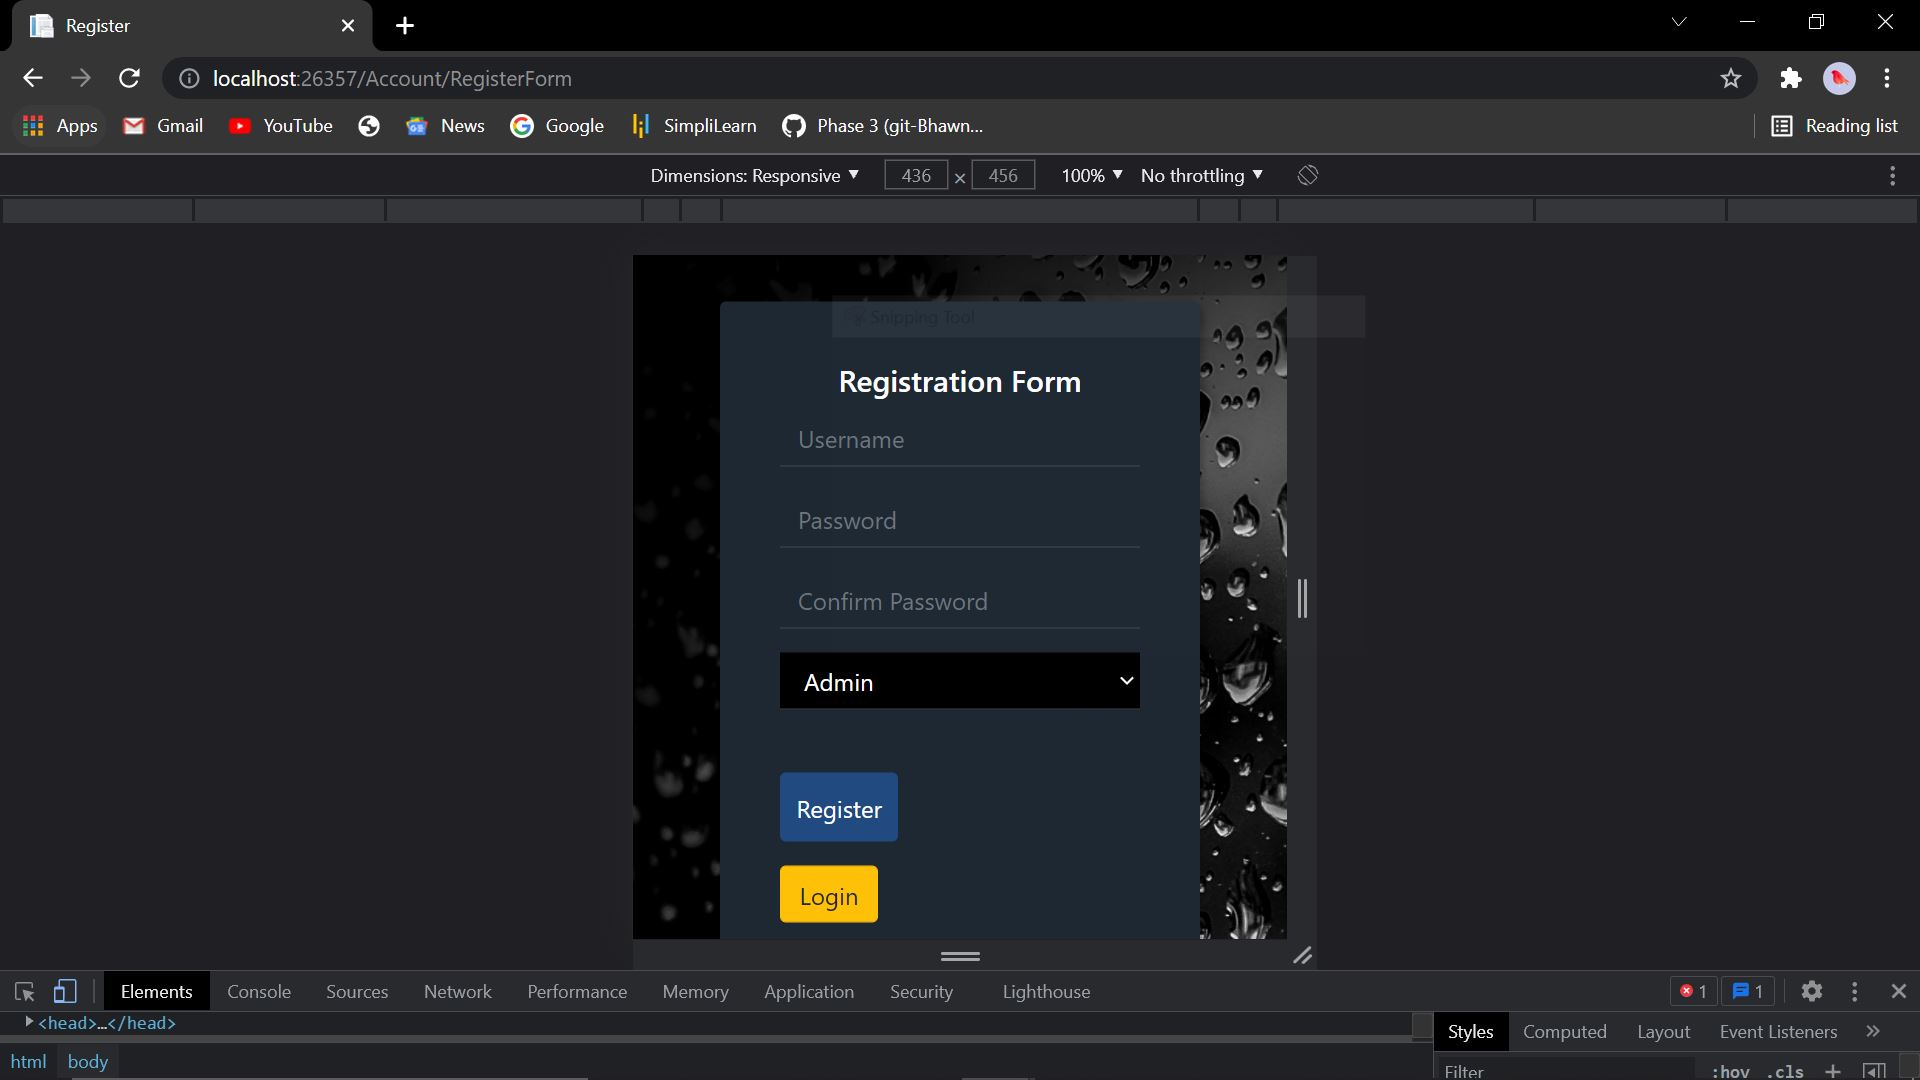 Register
localhost:26357/Account/RegisterForm
Apps Gmail YouTube News Google SimpliLearn Phase 3 (git-Bhawn... Reading list
Dimensions: Responsive 436 × 456 100% No throttling
Snipping Tool
Registration Form
Username
Password
Confirm Password
Admin
Register
Login
Elements Console Sources Network Performance Memory Application Security Lighthouse 1 1
<head>…</head>
Styles Computed Layout Event Listeners »
html body
Filter :hov .cls +